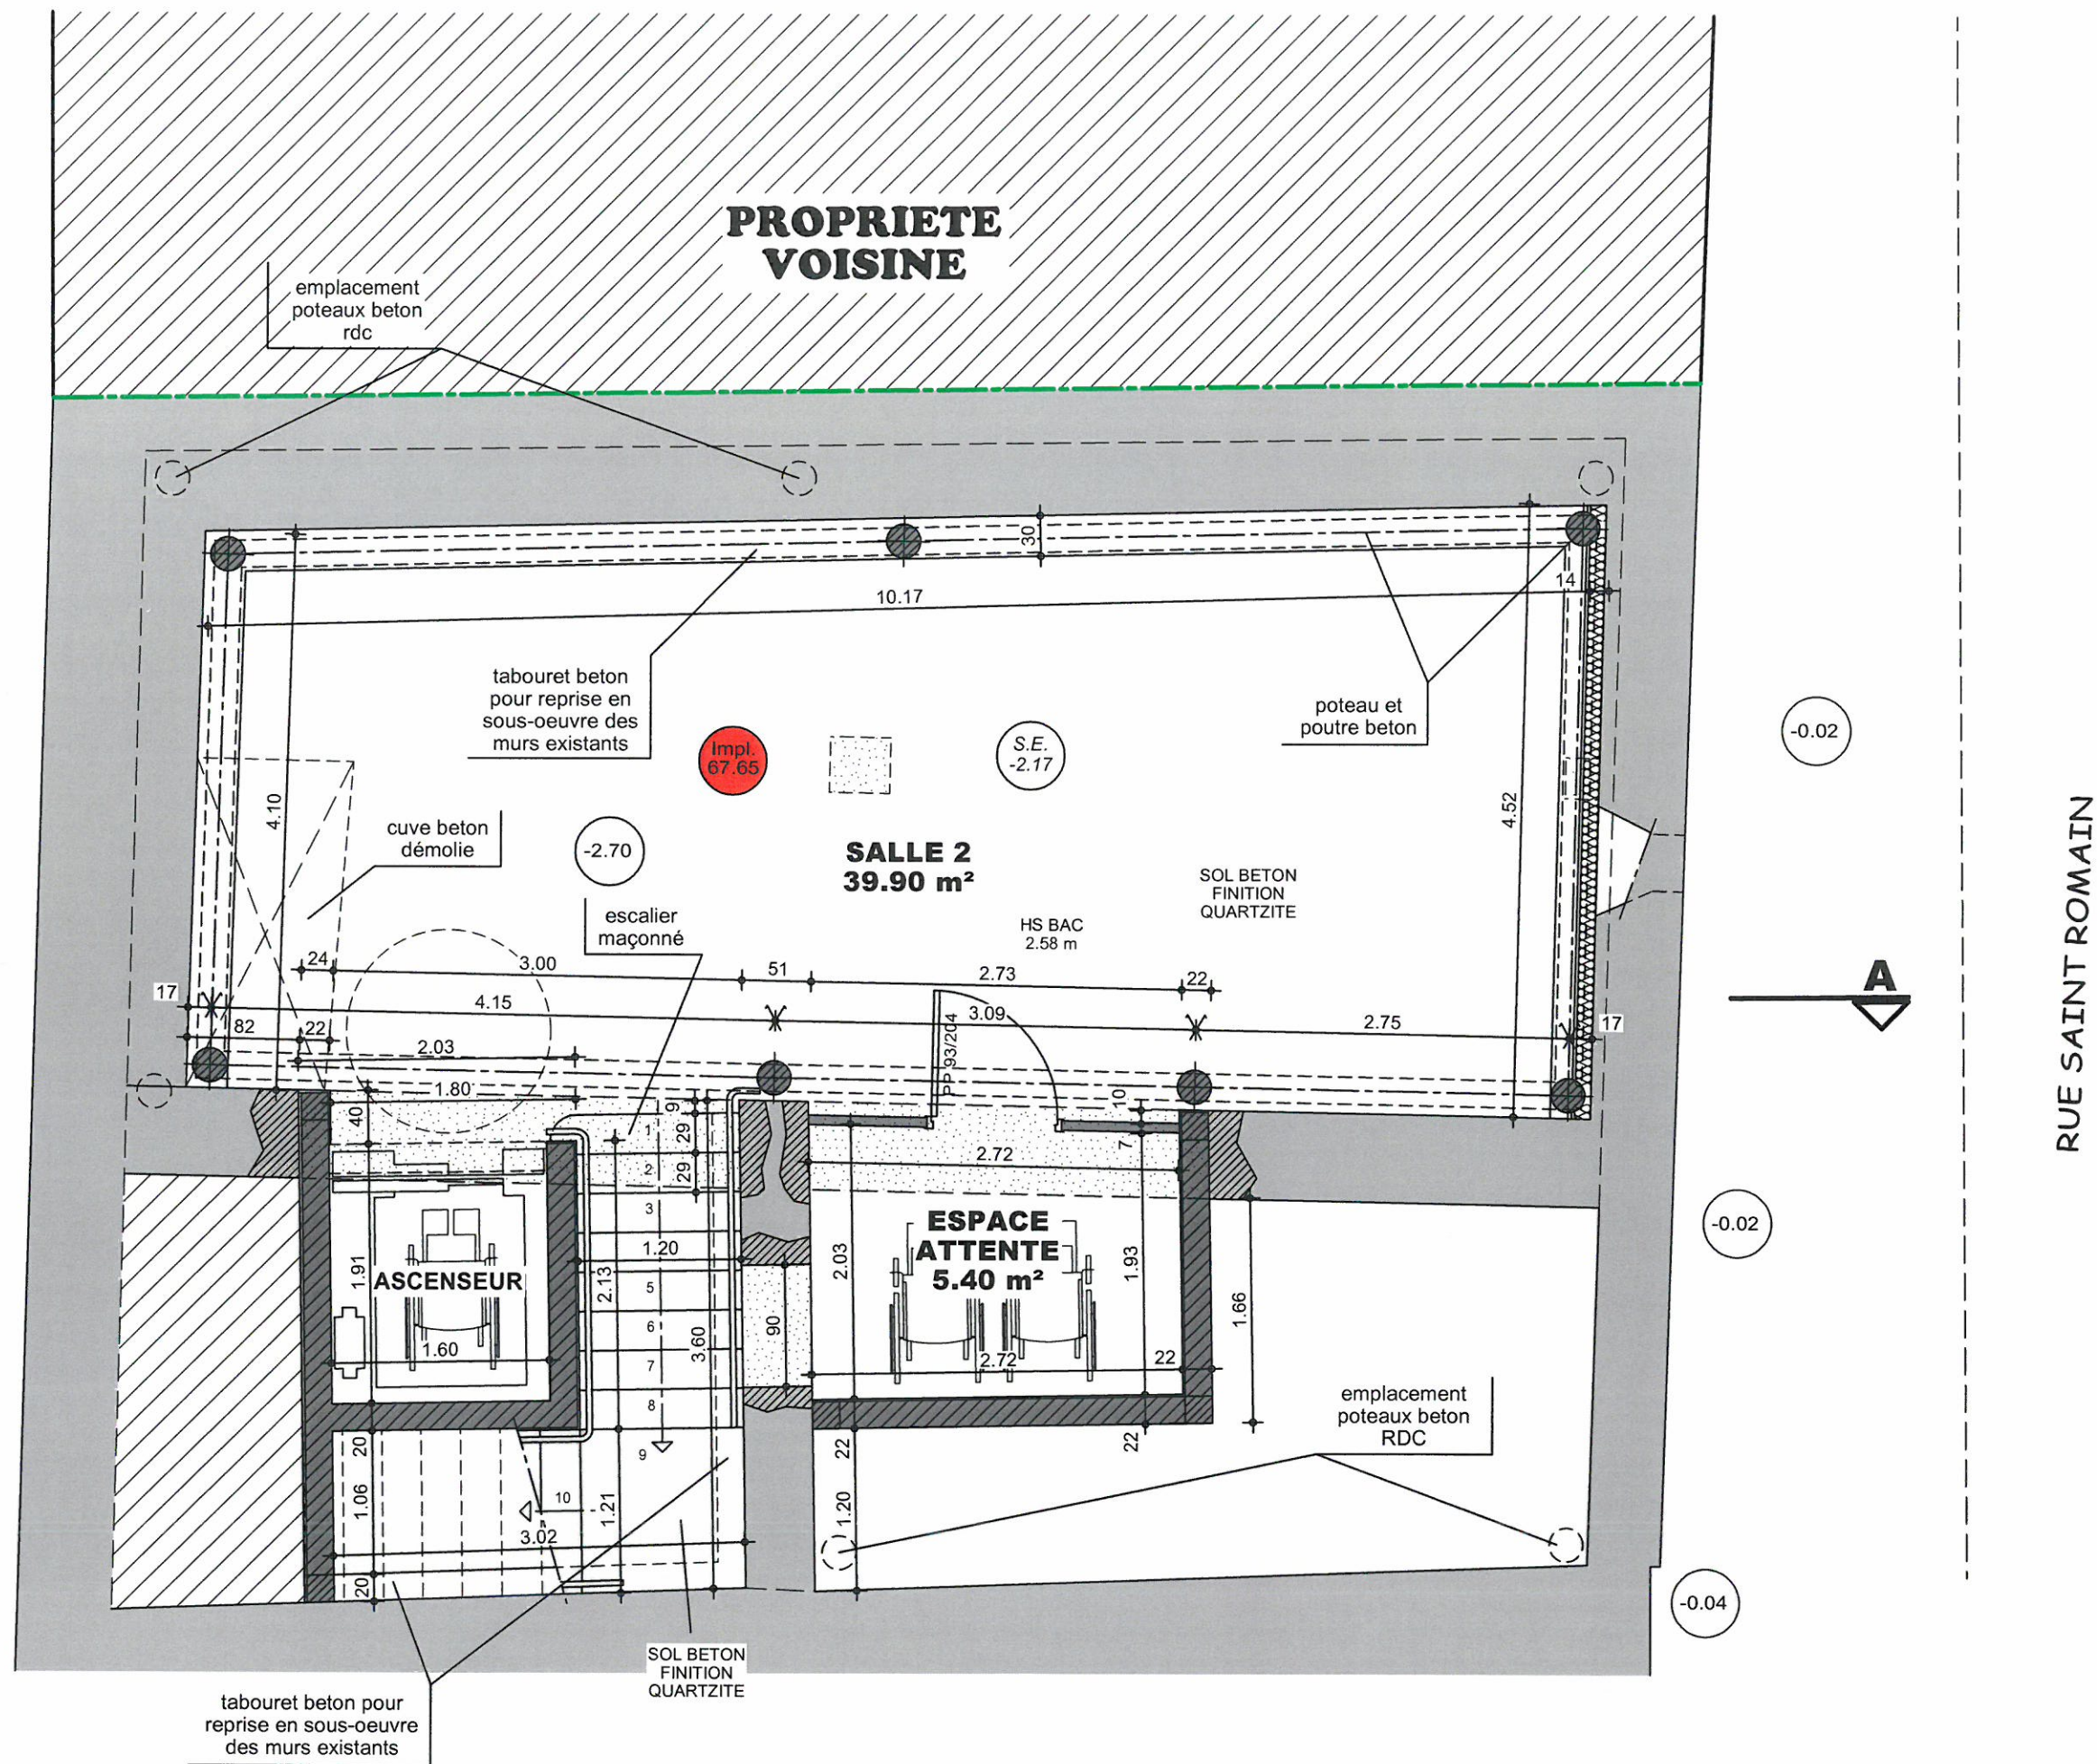 PROPRIETE
VOISINE
emplacement
poteaux beton
rdc
30
14
10.17
tabouret beton
pour reprise en
sous-oeuvre des
murs existants
poteau et
poutre beton
Impl.
67.65
S.E.
-2.17
-0.02
4.10
4.52
cuve beton
démolie
-2.70
SALLE 2
39.90 m²
SOL BETON
FINITION
QUARTZITE
escalier
maçonné
HS BAC
2.58 m
RUE SAINT ROMAIN
A
24
3.00
51
2.73
22
17
4.15
3.09
2.75
17
82
22
2.03
PP 93/204
1.80
40
9
29
29
10
7
2.72
1
2
3
5
6
7
8
9
10
-0.02
ESPACE
ATTENTE
5.40 m²
1.91
ASCENSEUR
1.20
2.13
2.03
1.93
1.66
3.60
90
1.60
2.72
22
emplacement
poteaux beton
RDC
20
22
22
1.06
1.21
1.20
3.02
20
-0.04
SOL BETON
FINITION
QUARTZITE
tabouret beton pour
reprise en sous-oeuvre
des murs existants